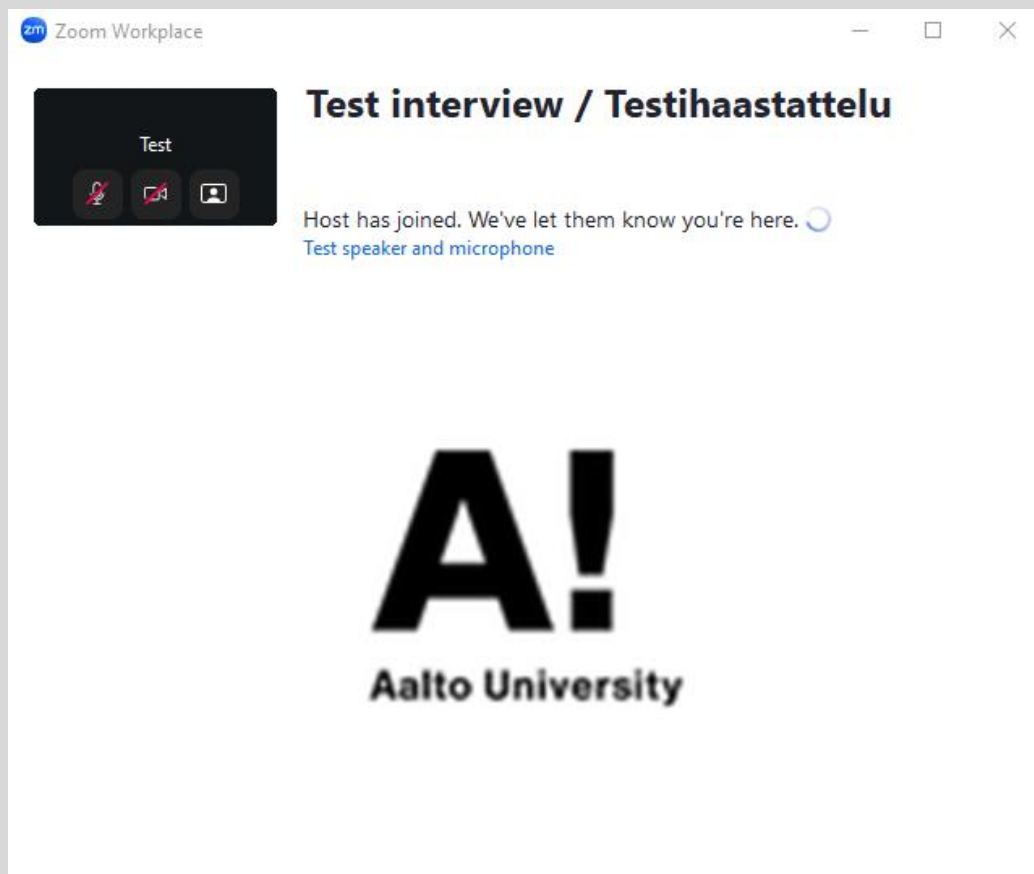 zm Zoom Workplace
Test interview / Testihaastattelu
Test
Host has joined. We've let them know you're here.
Test speaker and microphone
A!
Aalto University